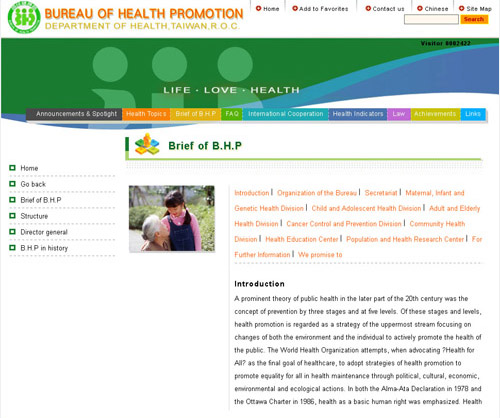 BUREAU OF HEALTH PROMOTION
DEPARTMENT OF HEALTH,TAIWAN,R.O.C.
Home Add to Favorites Contact us Chinese Site Map
Search
Visitor 0082422
LIFE · LOVE · HEALTH
Announcements & Spotlight Health Topics Brief of B.H.P FAQ International Cooperation Health Indicators Law Achievements Links
Brief of B.H.P
Home
Go back
Brief of B.H.P
Structure
Director general
B.H.P in history
Introduction | Organization of the Bureau | Secretariat | Maternal, Infant and
Genetic Health Division | Child and Adolescent Health Division | Adult and Elderly
Health Division | Cancer Control and Prevention Division | Community Health
Division | Health Education Center | Population and Health Research Center | For
Further Information | We promise to
Introduction
A prominent theory of public health in the later part of the 20th century was the
concept of prevention by three stages and at five levels. Of these stages and levels,
health promotion is regarded as a strategy of the uppermost stream focusing on
changes of both the environment and the individual to actively promote the health of
the public. The World Health Organization attempts, when advocating ?Health for
All? as the final goal of healthcare, to adopt strategies of health promotion to
promote equality for all in health maintenance through political, cultural, economic,
environmental and ecological actions. In both the Alma-Ata Declaration in 1978 and
the Ottawa Charter in 1986, health as a basic human right was emphasized. Health